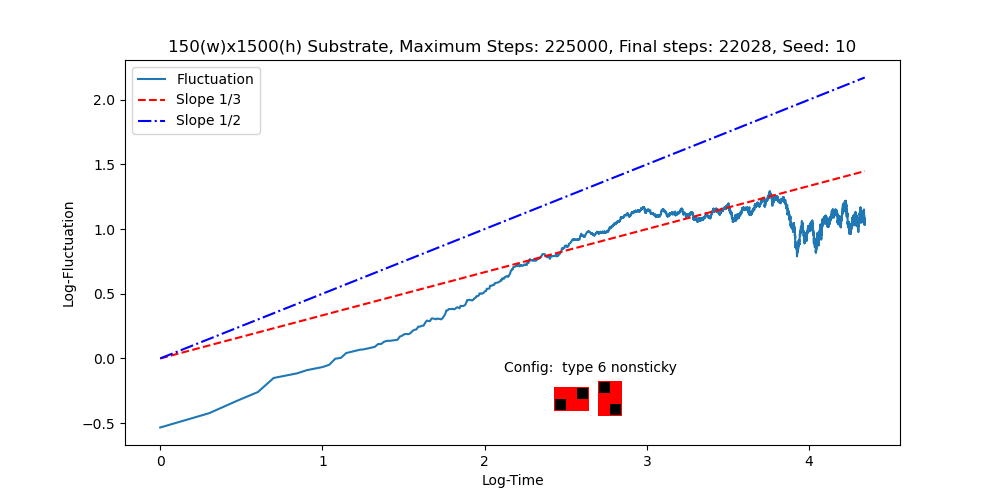 150(w)x1500(h) Substrate, Maximum Steps: 225000, Final steps: 22028, Seed: 10
Fluctuation
Slope 1/3
Slope 1/2
Log-Fluctuation
2.0
1.5
1.0
0.5
0.0
−0.5
Config:  type 6 nonsticky
0 1 2 3 4
Log-Time